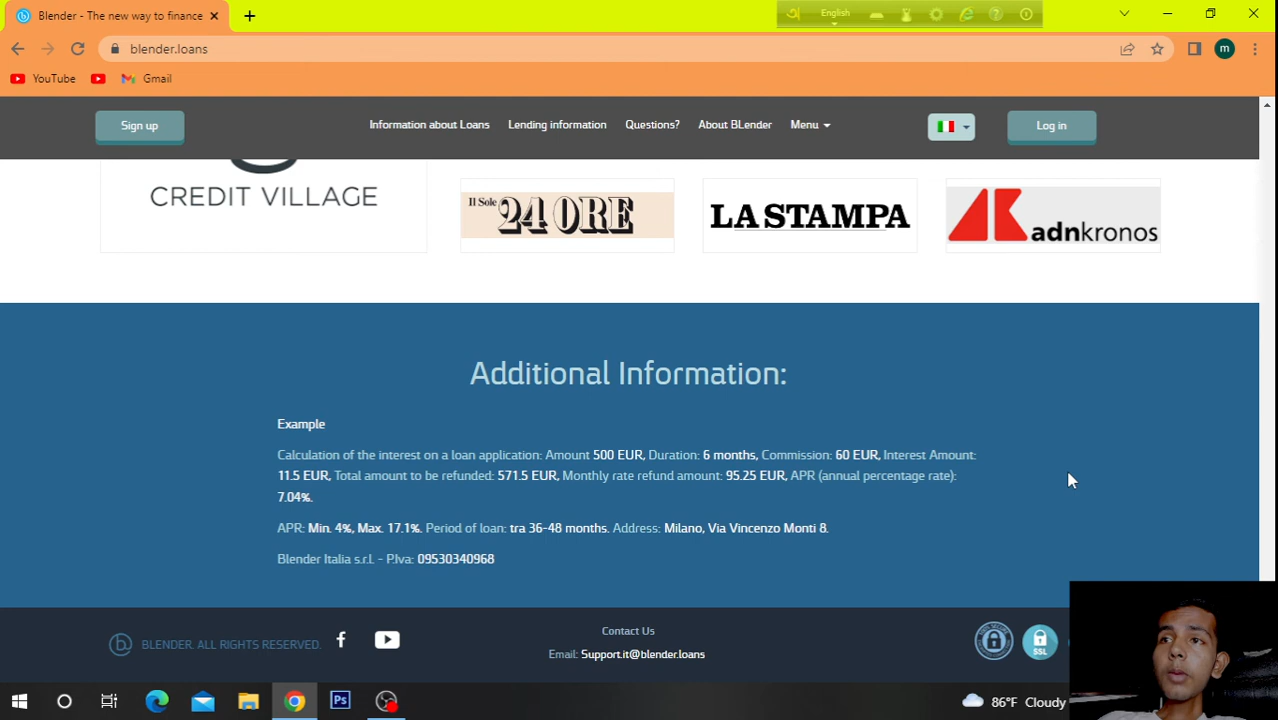 Blender - The new way to finance
English
blender.loans
m
YouTube
Gmail
Sign up
Information about Loans
Lending information
Questions?
About BLender
Menu
Log in
CREDIT VILLAGE
Il Sole
24 ORE
LA STAMPA
adnkronos
Additional Information:
Example
Calculation of the interest on a loan application: Amount 500 EUR, Duration: 6 months, Commission: 60 EUR, Interest Amount:
11.5 EUR, Total amount to be refunded: 571.5 EUR, Monthly rate refund amount: 95.25 EUR, APR (annual percentage rate):
7.04%.
APR: Min. 4%, Max. 17.1%. Period of loan: tra 36-48 months. Address: Milano, Via Vincenzo Monti 8.
Blender Italia s.r.l. - P.Iva: 09530340968
BLENDER. ALL RIGHTS RESERVED.
Contact Us
Email: Support.it@blender.loans
SSL
Ps
86°F Cloudy